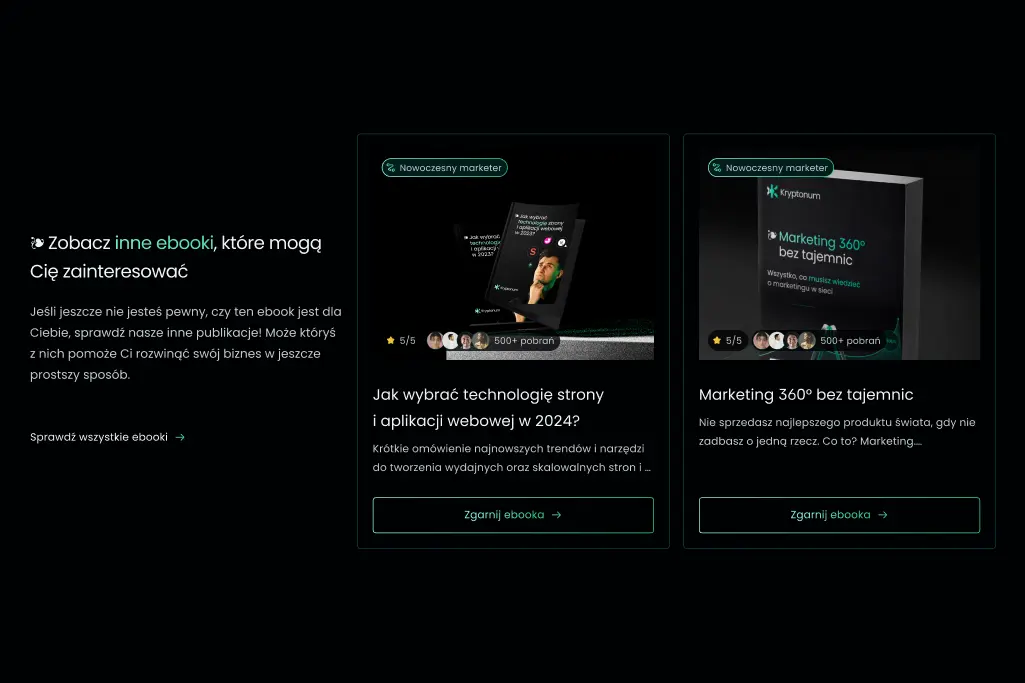 Zobacz inne ebooki, które mogą
Cię zainteresować
Jeśli jeszcze nie jesteś pewny, czy ten ebook jest dla
Ciebie, sprawdź nasze inne publikacje! Może któryś
z nich pomoże Ci rozwinąć swój biznes w jeszcze
prostszy sposób.
Sprawdź wszystkie ebooki →
Nowoczesny marketer
Jak wybrać
technologię strony
i aplikacji webowej
w 2023?
Kryptonum
5/5
500+ pobrań
Jak wybrać technologię strony
i aplikacji webowej w 2024?
Krótkie omówienie najnowszych trendów i narzędzi
do tworzenia wydajnych oraz skalowalnych stron i ...
Zgarnij ebooka →
Nowoczesny marketer
Kryptonum
Marketing 360°
bez tajemnic
Wszystko, co musisz wiedzieć
o marketingu w sieci
5/5
500+ pobrań
Marketing 360° bez tajemnic
Nie sprzedasz najlepszego produktu świata, gdy nie
zadbasz o jedną rzecz. Co to? Marketing....
Zgarnij ebooka →